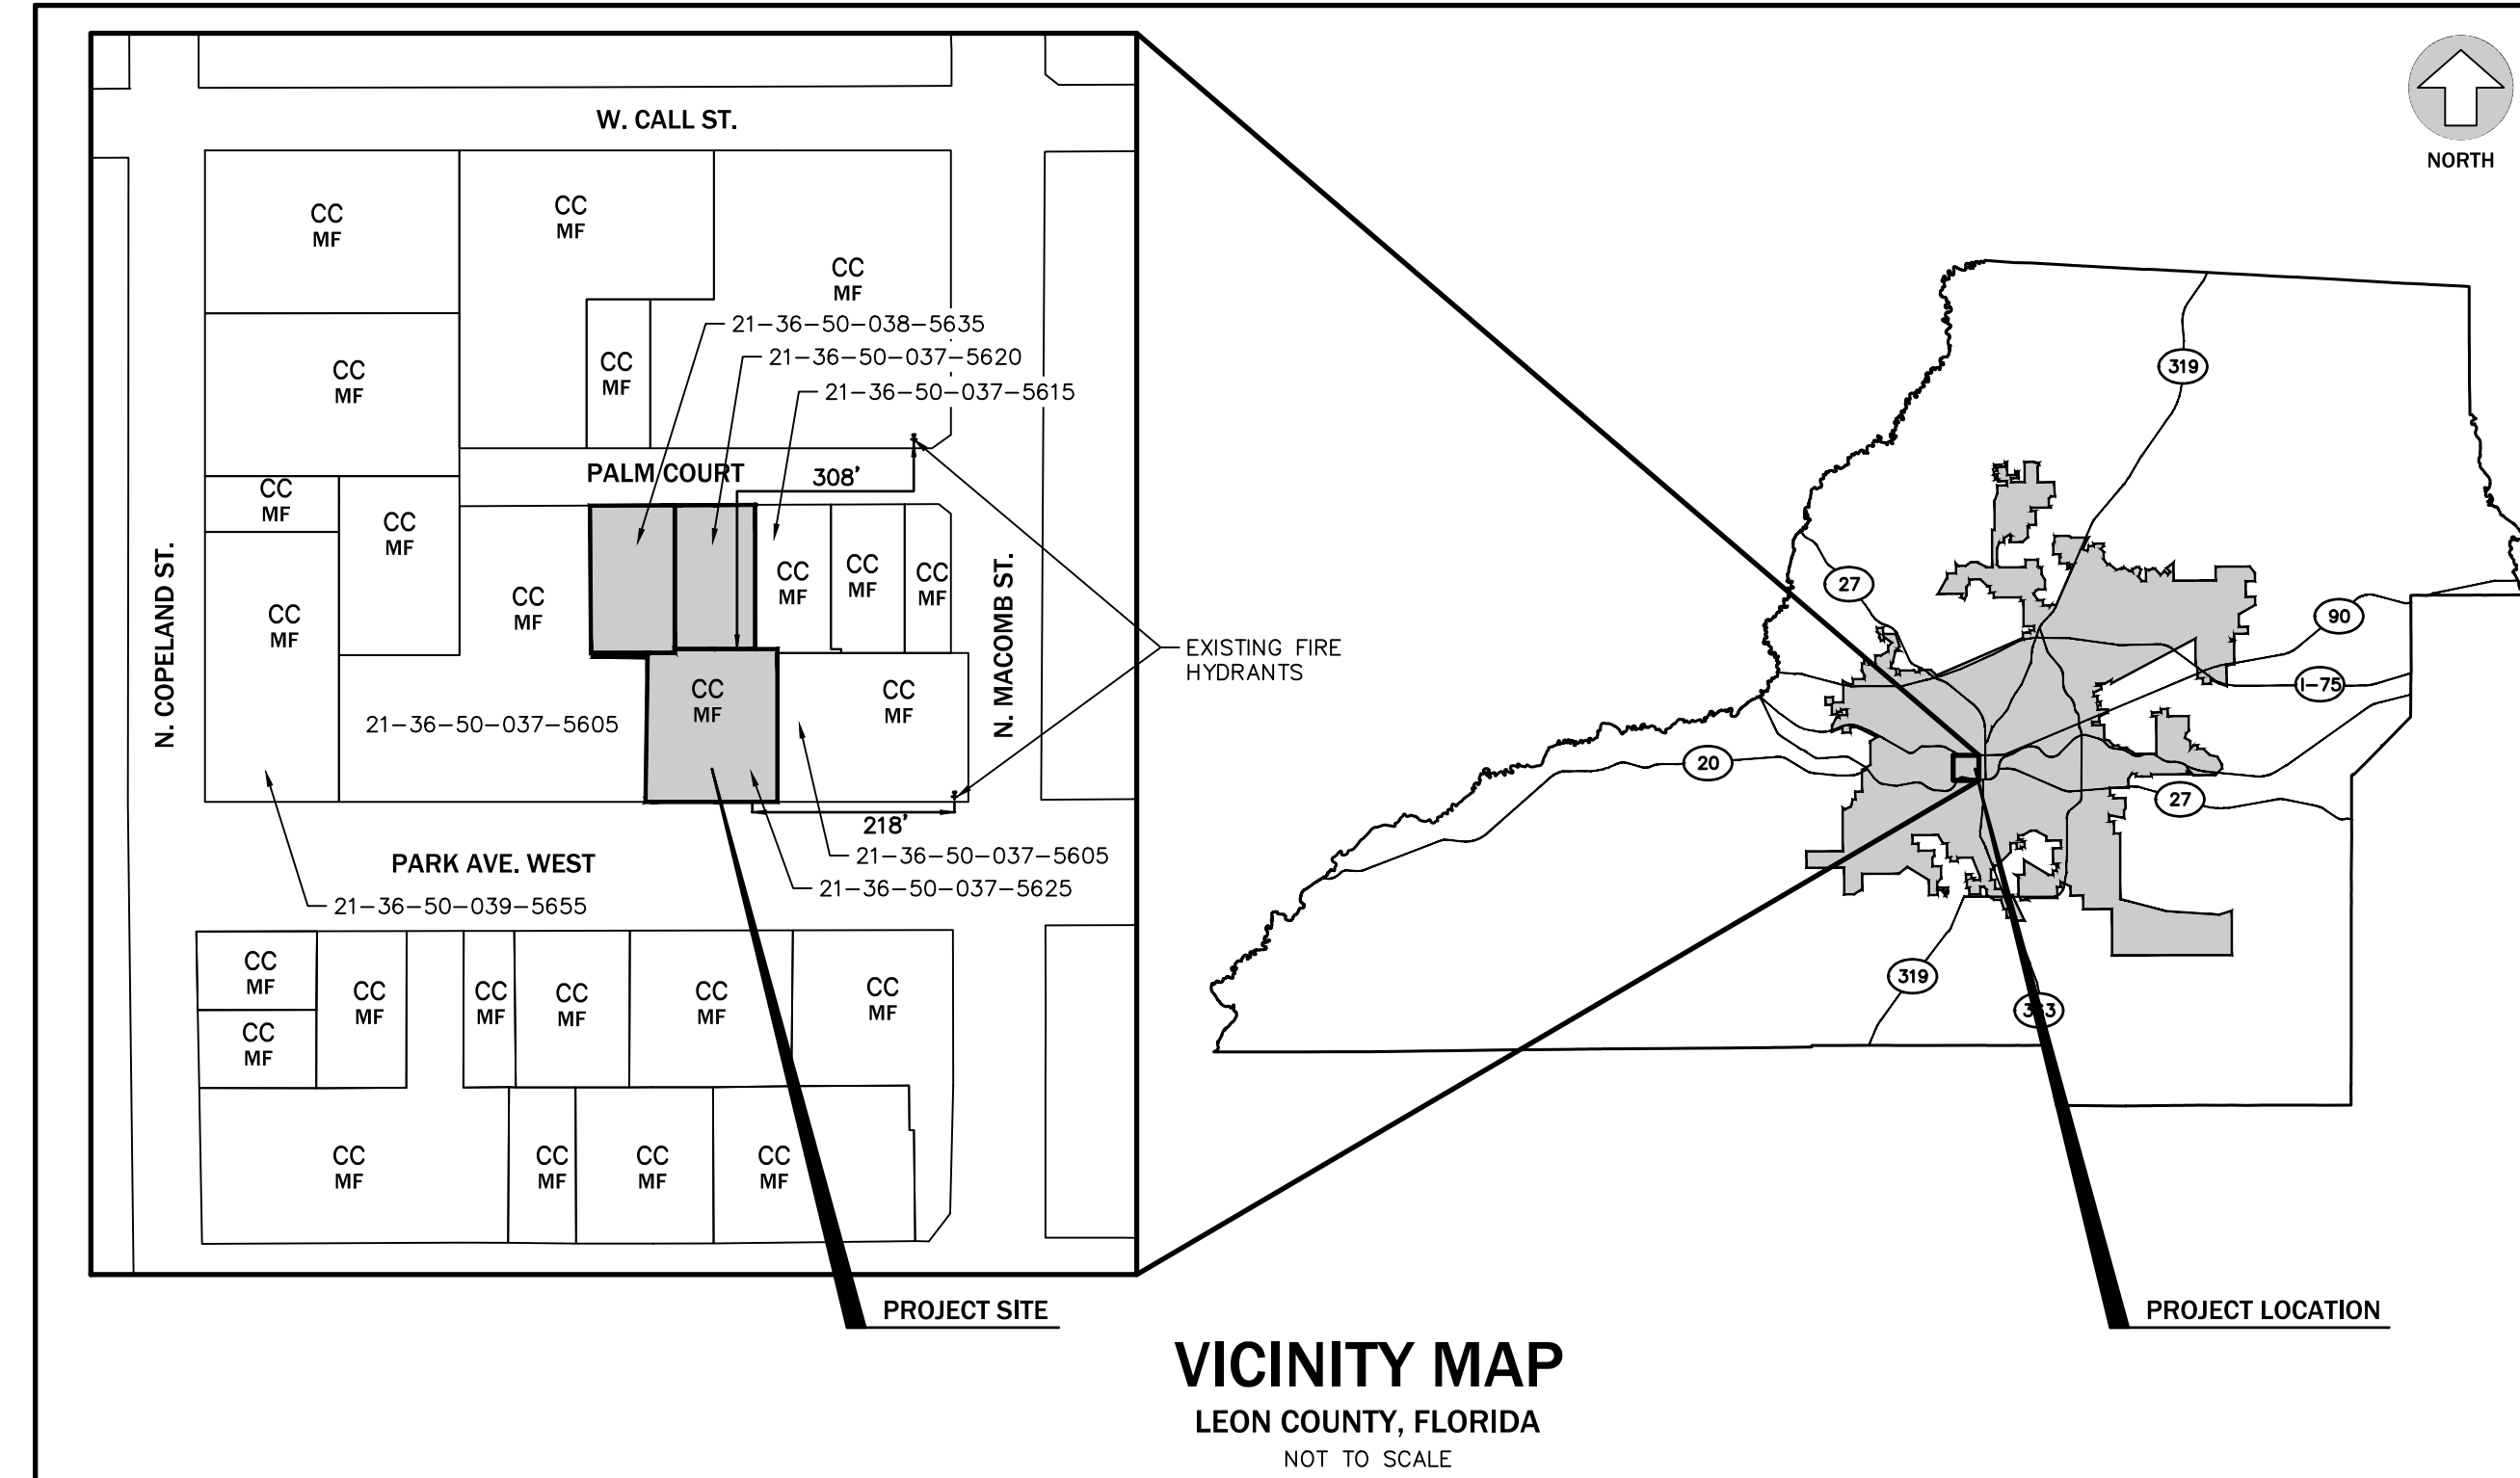 W. CALL ST.
NORTH
CC
MF
CC
MF
CC
MF
21-36-50-038-5635
21-36-50-037-5620
21-36-50-037-5615
CC
MF
CC
MF
319
PALM COURT
308'
CC
MF
CC
MF
N. COPELAND ST.
CC
MF
CC
MF
CC
MF
CC
MF
CC
MF
CC
MF
N. MACOMB ST.
EXISTING FIRE
HYDRANTS
27
90
I-75
21-36-50-037-5605
CC
MF
CC
MF
20
27
218'
PARK AVE. WEST
21-36-50-037-5605
21-36-50-037-5625
21-36-50-039-5655
CC
MF
CC
MF
CC
MF
CC
MF
CC
MF
CC
MF
CC
MF
319
363
CC
MF
CC
MF
CC
MF
CC
MF
PROJECT SITE
PROJECT LOCATION
VICINITY MAP
LEON COUNTY, FLORIDA
NOT TO SCALE